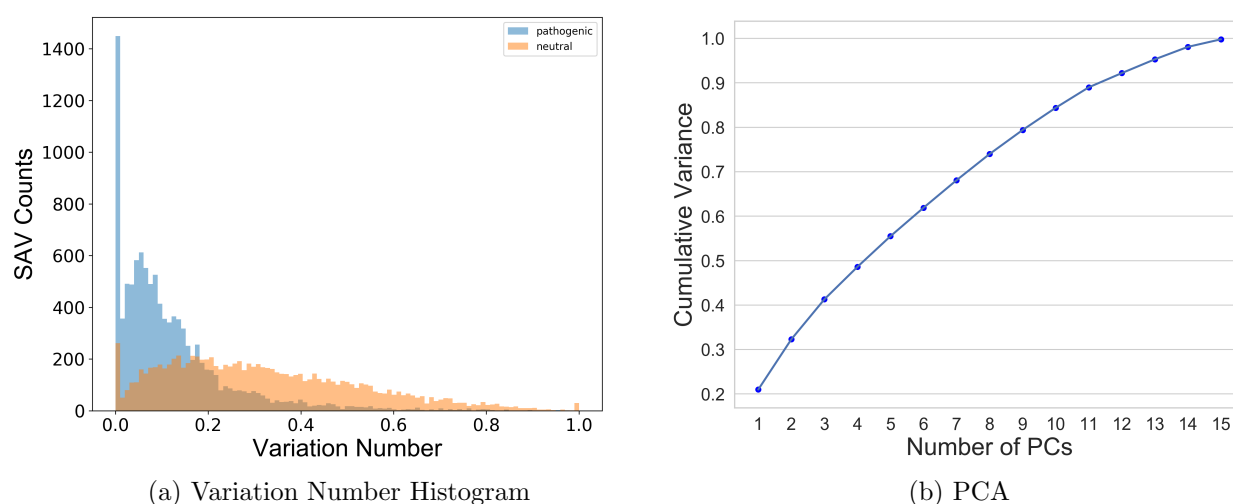 pathogenic
neutral
1400
1200
1000
800
600
400
200
0
SAV Counts
0.0 0.2 0.4 0.6 0.8 1.0
Variation Number
(a) Variation Number Histogram
1.0
0.9
0.8
0.7
0.6
0.5
0.4
0.3
0.2
Cumulative Variance
1 2 3 4 5 6 7 8 9 10 11 12 13 14 15
Number of PCs
(b) PCA